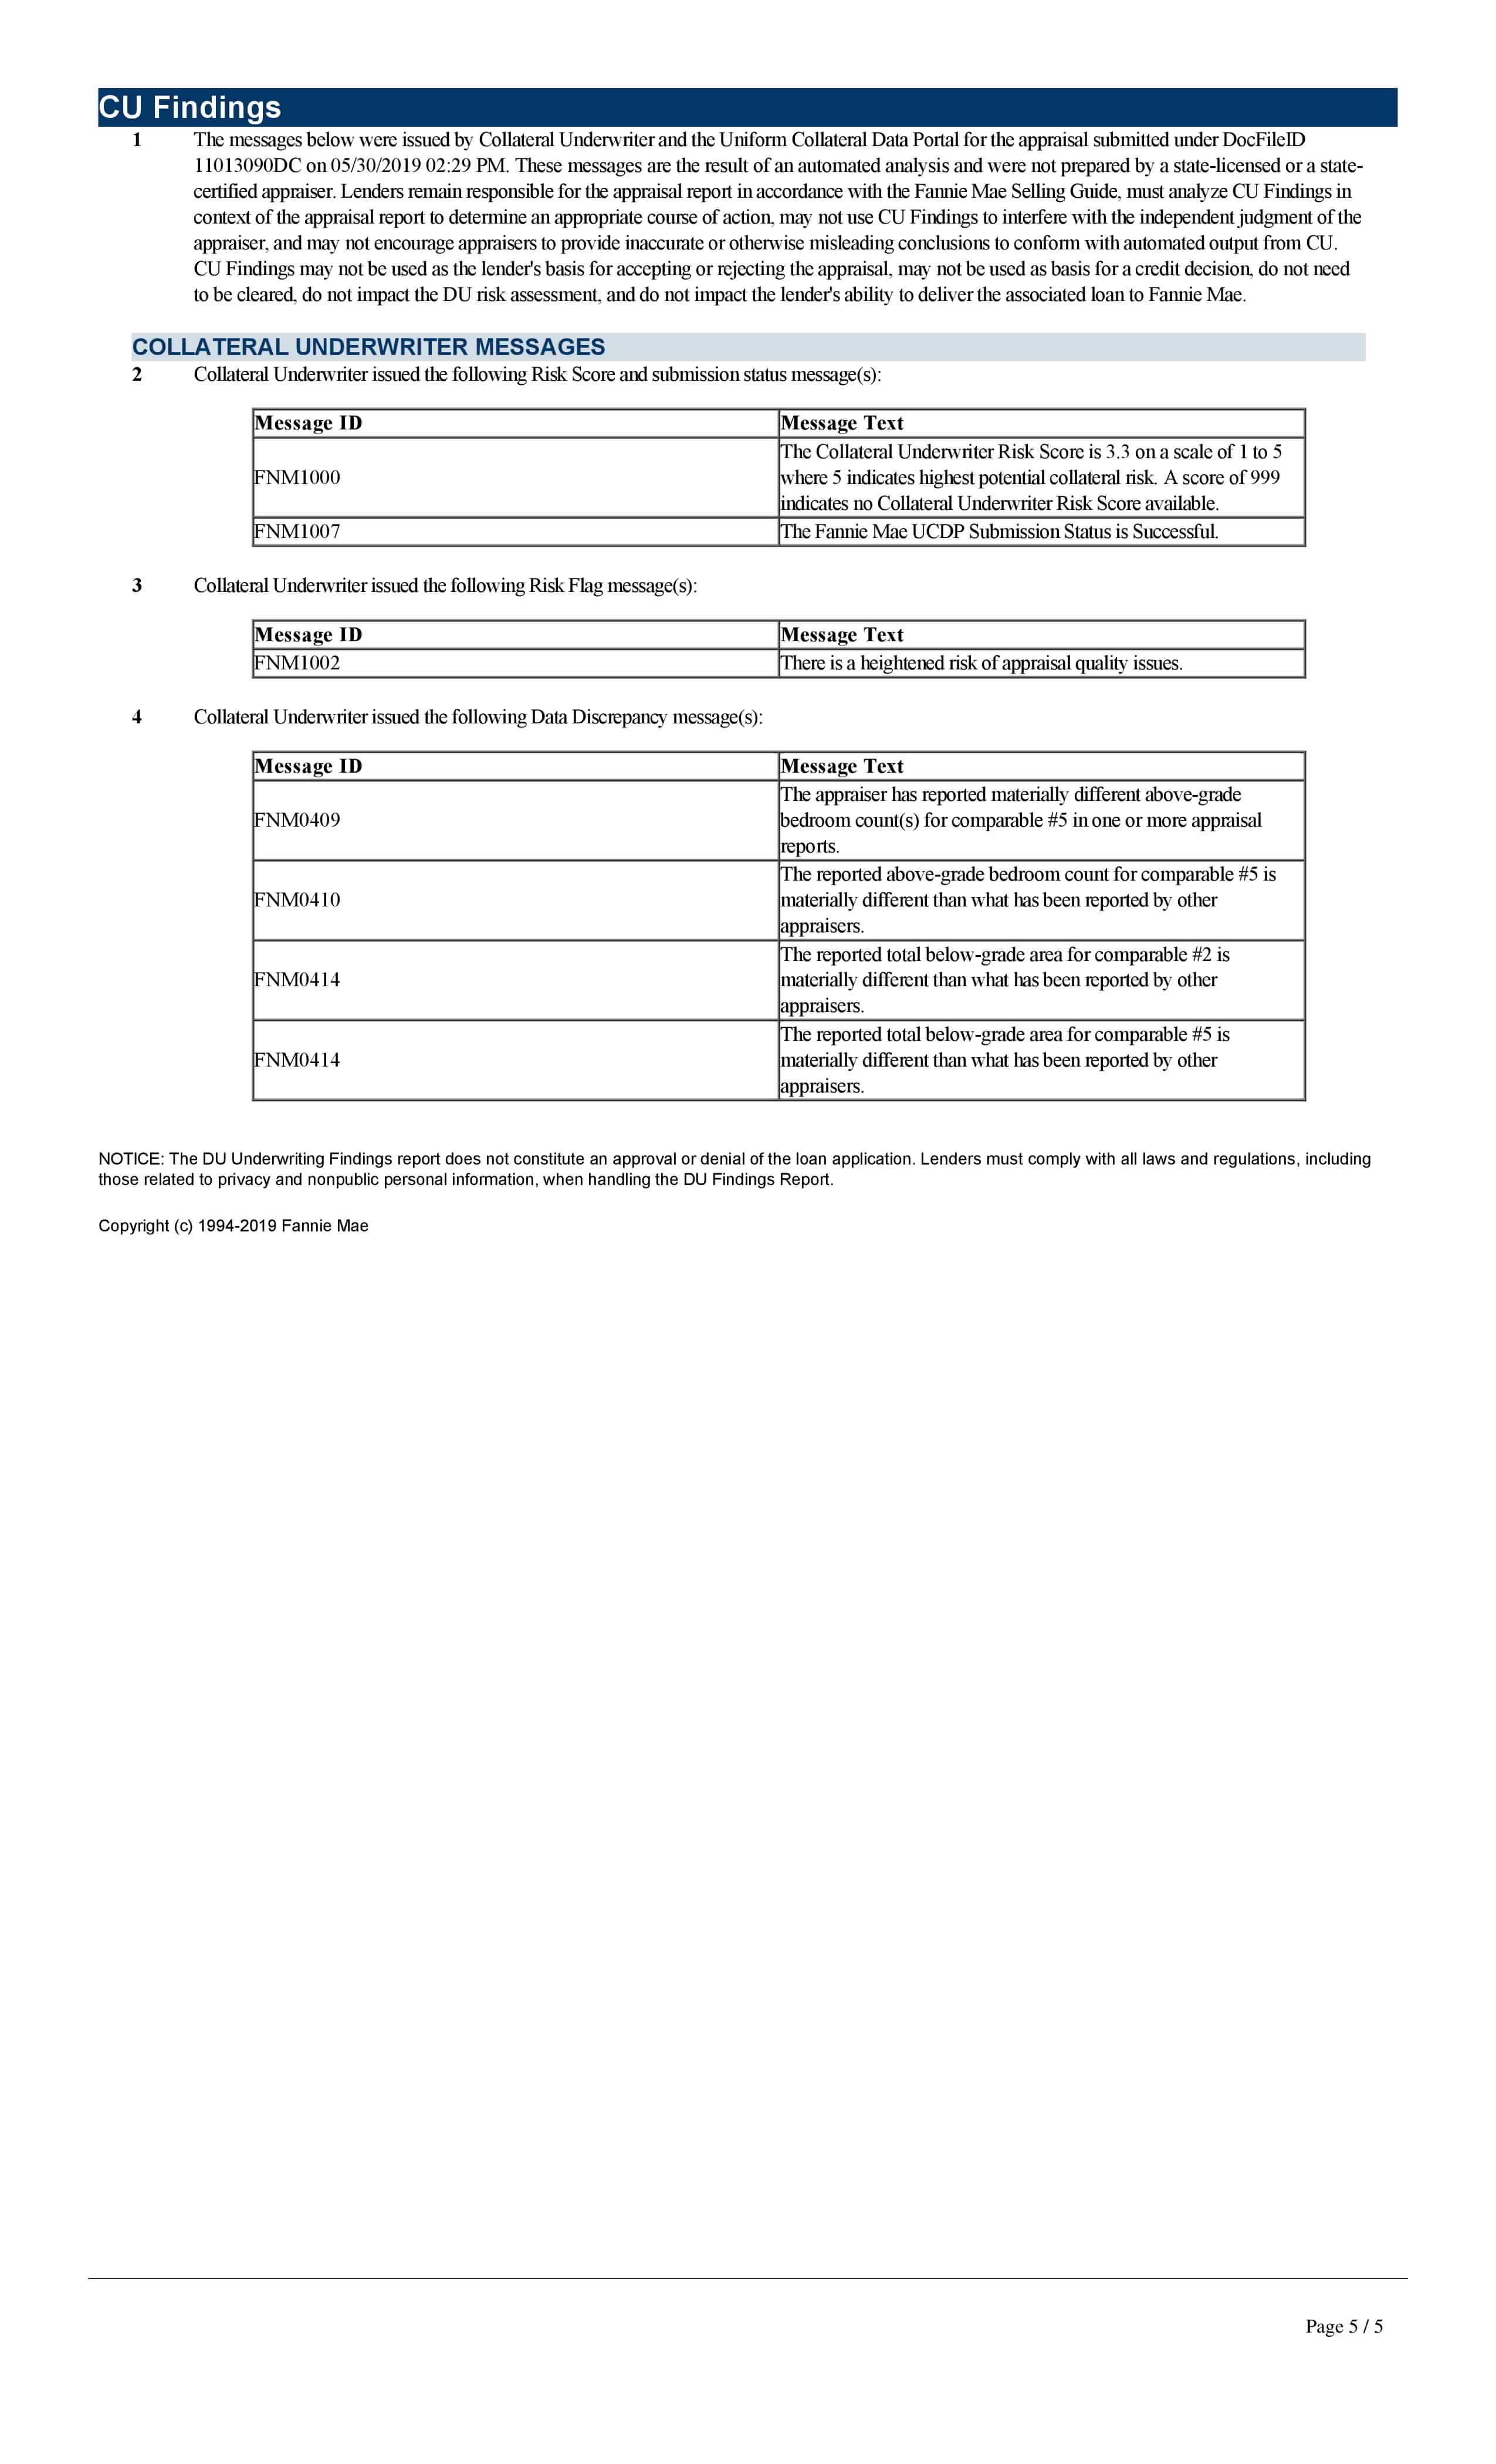 CU Findings
1 The messages below were issued by Collateral Underwriter and the Uniform Collateral Data Portal for the appraisal submitted under DocFileID
11013090DC on 05/30/2019 02:29 PM. These messages are the result of an automated analysis and were not prepared by a state-licensed or a state-
certified appraiser. Lenders remain responsible for the appraisal report in accordance with the Fannie Mae Selling Guide, must analyze CU Findings in
context of the appraisal report to determine an appropriate course of action, may not use CU Findings to interfere with the independent judgment of the
appraiser, and may not encourage appraisers to provide inaccurate or otherwise misleading conclusions to conform with automated output from CU.
CU Findings may not be used as the lender's basis for accepting or rejecting the appraisal, may not be used as basis for a credit decision, do not need
to be cleared, do not impact the DU risk assessment, and do not impact the lender's ability to deliver the associated loan to Fannie Mae.
COLLATERAL UNDERWRITER MESSAGES
2 Collateral Underwriter issued the following Risk Score and submission status message(s):
Message ID Message Text
FNM1000
The Collateral Underwriter Risk Score is 3.3 on a scale of 1 to 5
where 5 indicates highest potential collateral risk. A score of 999
indicates no Collateral Underwriter Risk Score available.
FNM1007 The Fannie Mae UCDP Submission Status is Successful.
3 Collateral Underwriter issued the following Risk Flag message(s):
Message ID Message Text
FNM1002 There is a heightened risk of appraisal quality issues.
4 Collateral Underwriter issued the following Data Discrepancy message(s):
Message ID Message Text
FNM0409
The appraiser has reported materially different above-grade
bedroom count(s) for comparable #5 in one or more appraisal
reports.
FNM0410
The reported above-grade bedroom count for comparable #5 is
materially different than what has been reported by other
appraisers.
FNM0414
The reported total below-grade area for comparable #2 is
materially different than what has been reported by other
appraisers.
FNM0414
The reported total below-grade area for comparable #5 is
materially different than what has been reported by other
appraisers.
NOTICE: The DU Underwriting Findings report does not constitute an approval or denial of the loan application. Lenders must comply with all laws and regulations, including
those related to privacy and nonpublic personal information, when handling the DU Findings Report.
Copyright (c) 1994-2019 Fannie Mae
Page 5 / 5